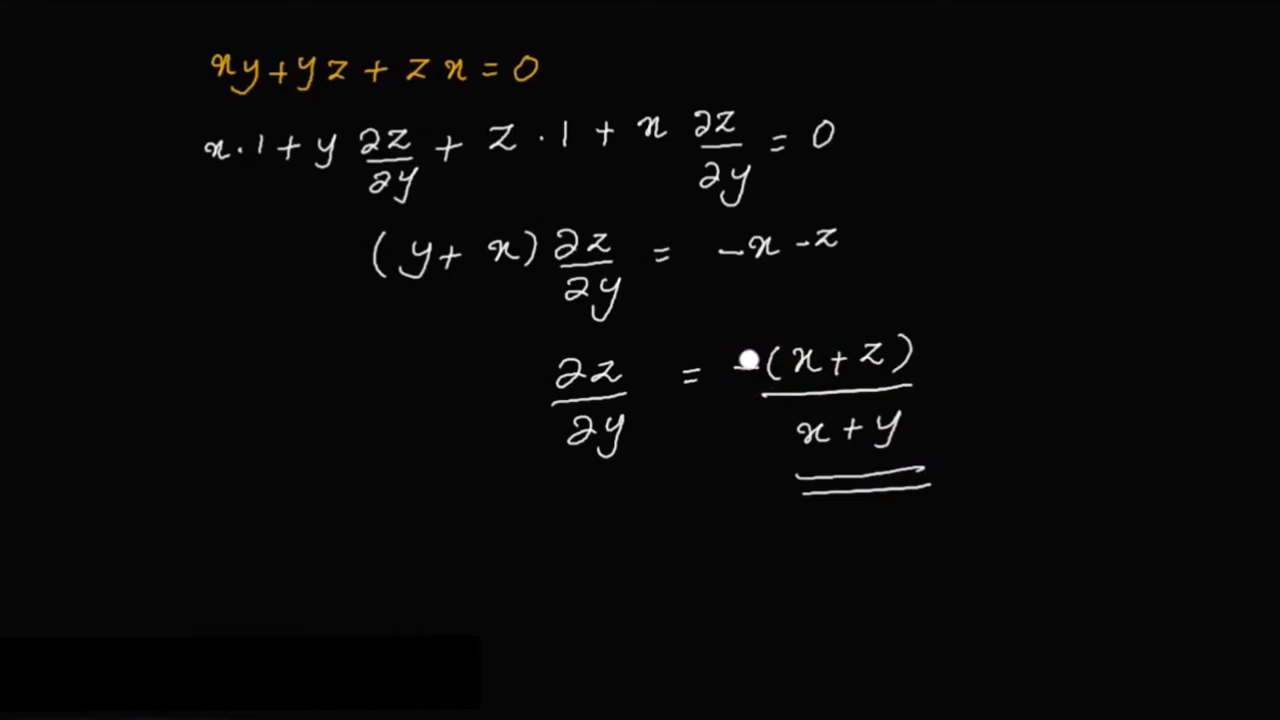 xy+yz+zx=0
x·1+y ∂z/∂y + z·1 + x ∂z/∂y = 0
(y+x) ∂z/∂y = -x-z
∂z/∂y = -(x+z)/x+y